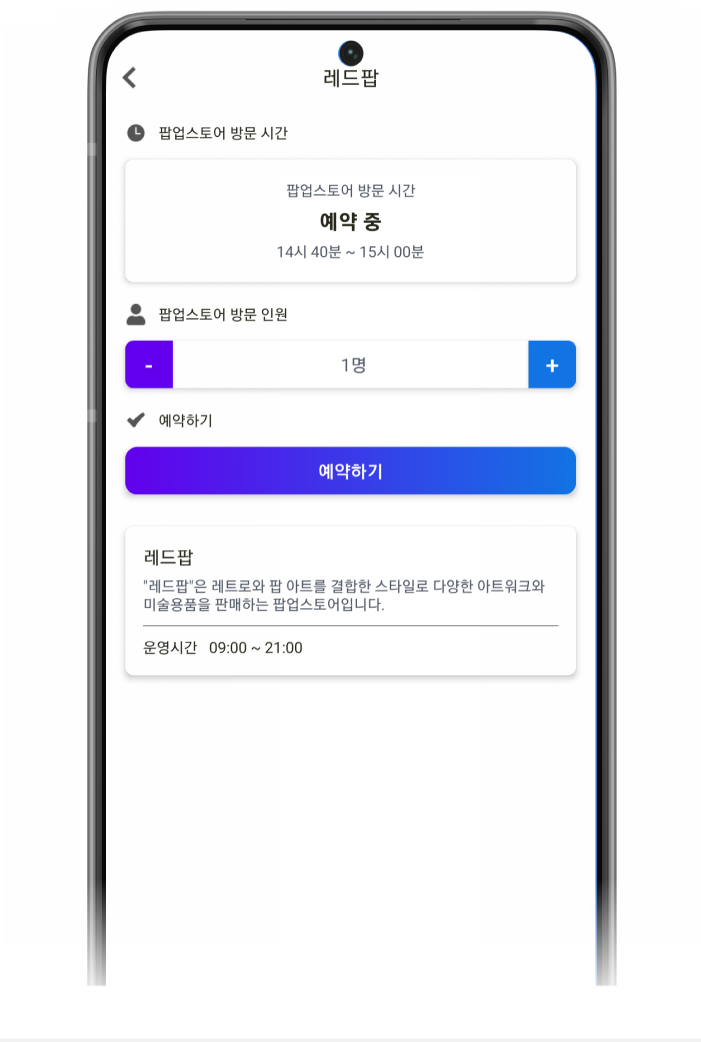 레드팝
팝업스토어 방문 시간
팝업스토어 방문 시간
예약 중
14시 40분 ~ 15시 00분
팝업스토어 방문 인원
- 1명 +
예약하기
예약하기
레드팝
"레드팝"은 레트로와 팝 아트를 결합한 스타일로 다양한 아트워크와
미술용품을 판매하는 팝업스토어입니다.
운영시간 09:00 ~ 21:00